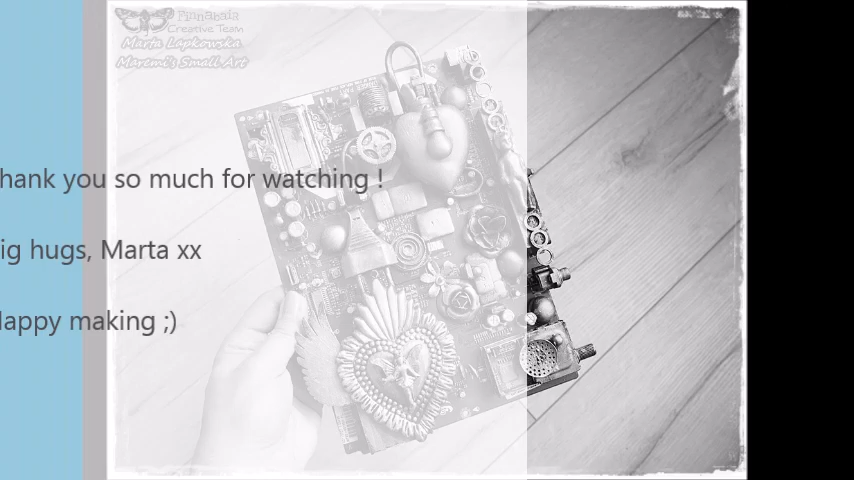 Finnabair
Creative Team
Marta Lapkowska
Maremi's Small Art
hank you so much for watching !
ig hugs, Marta xx
appy making ;)